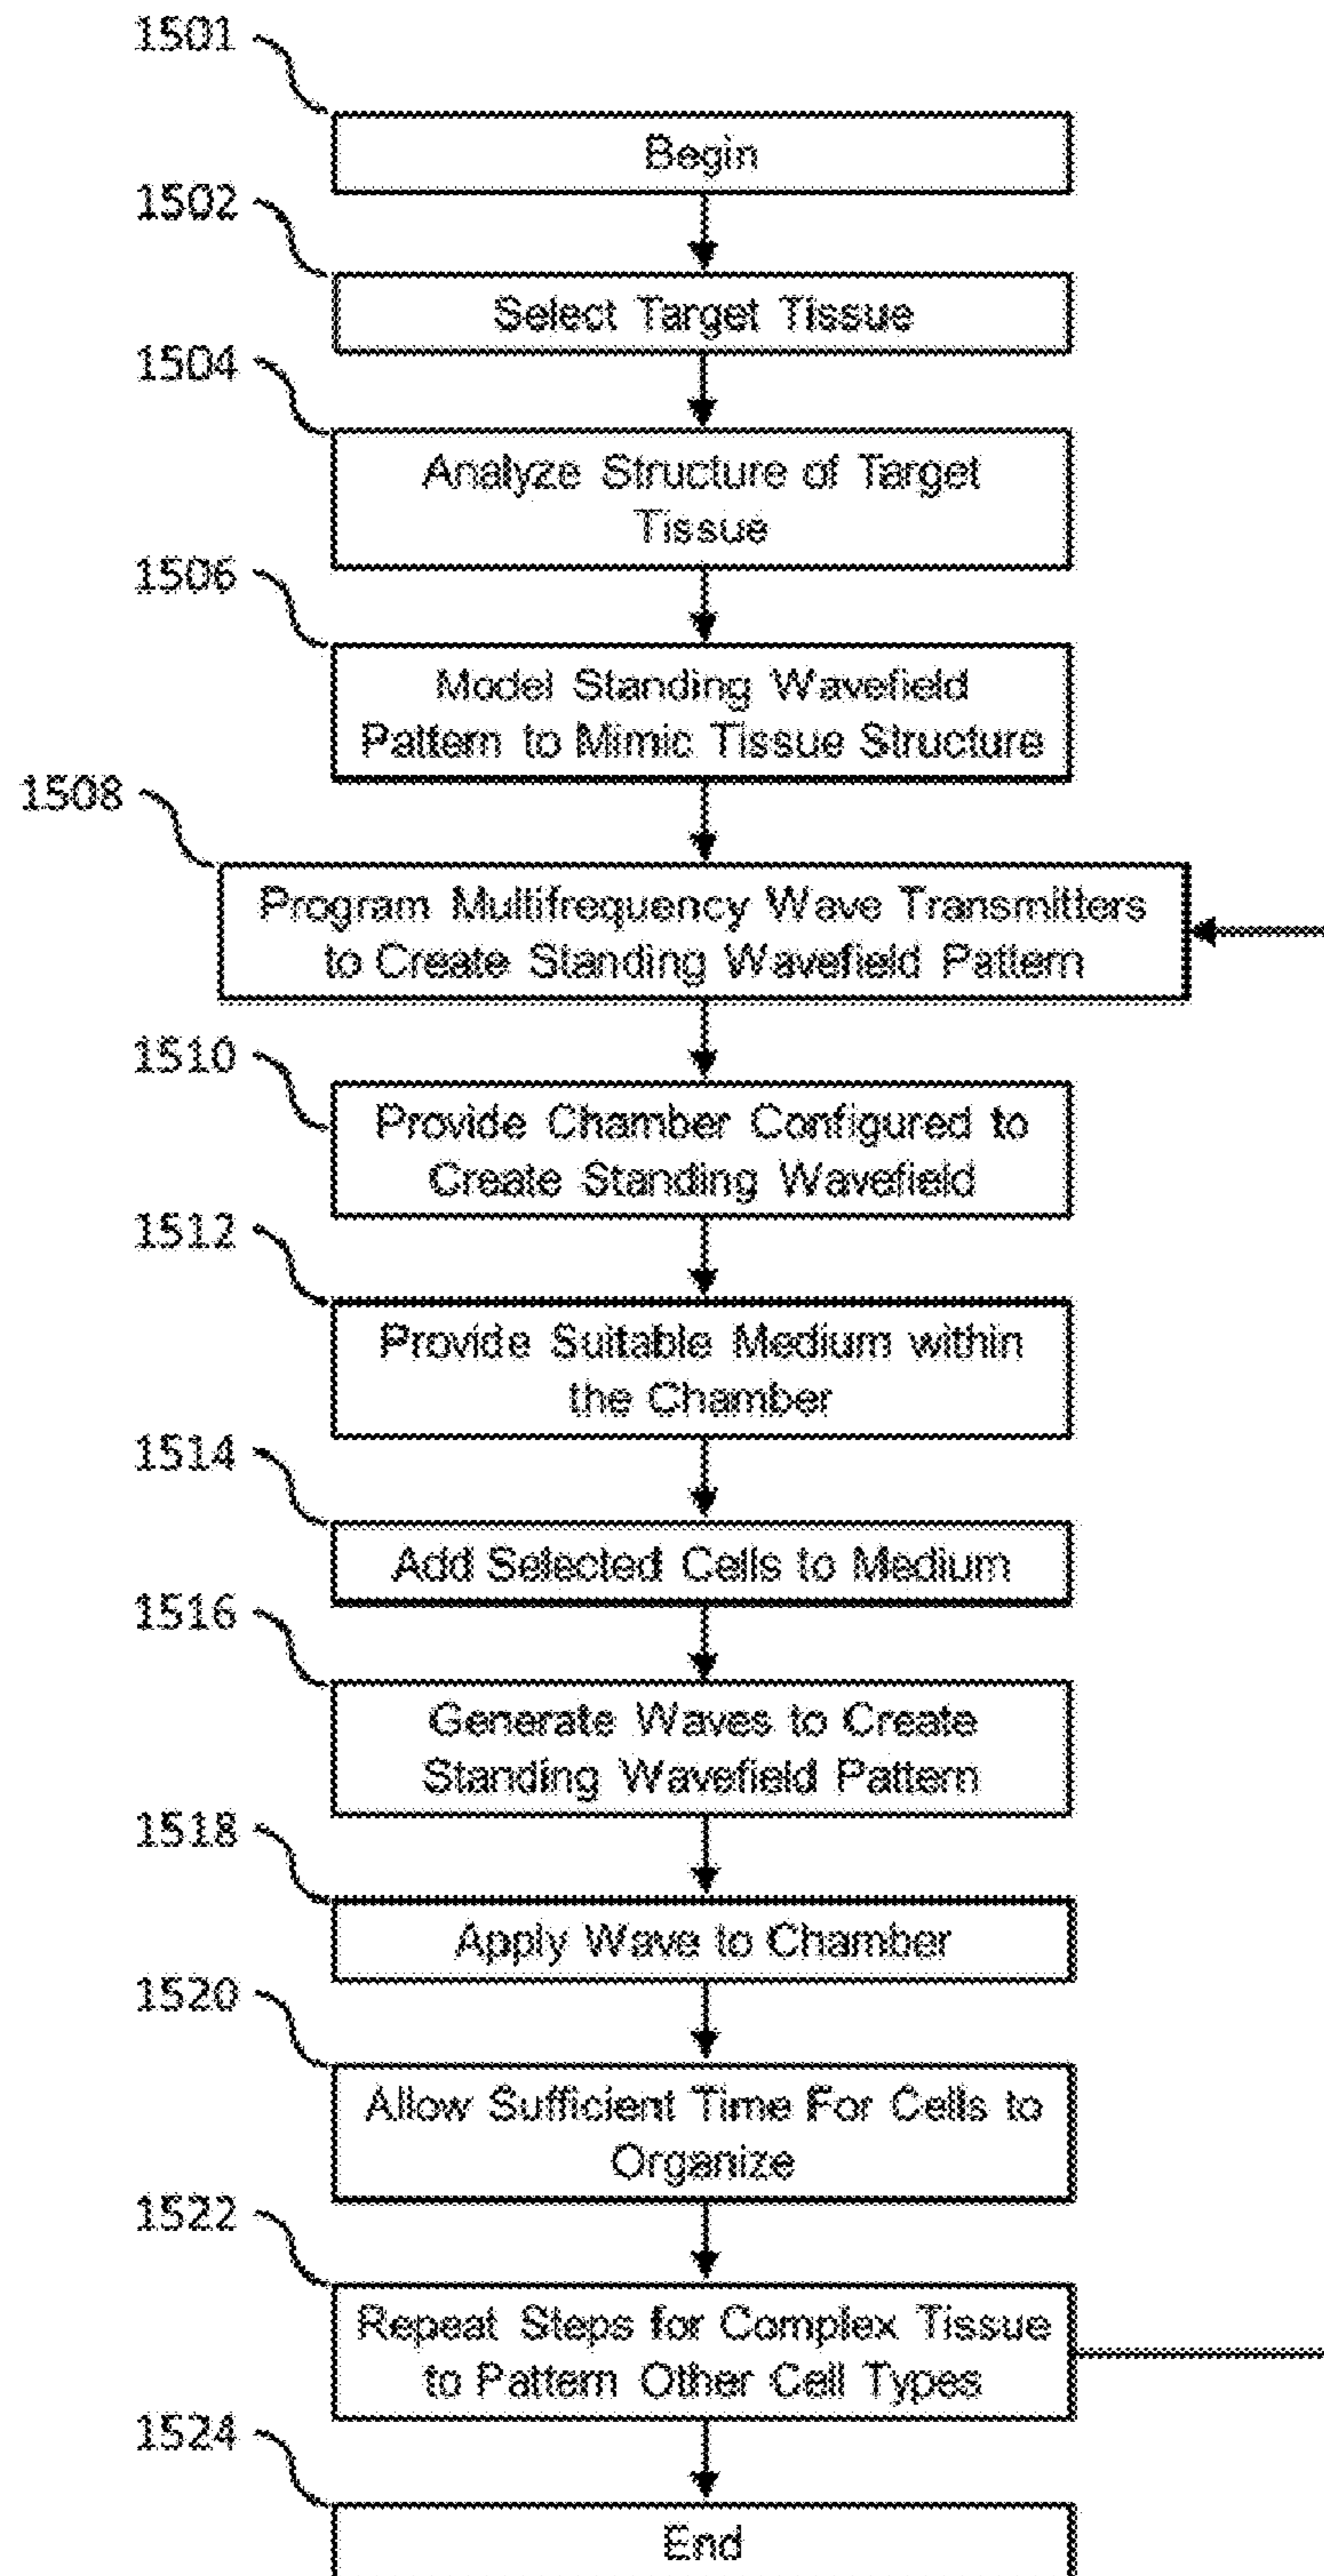 1501
Begin
1502
Select Target Tissue
1504
Analyze Structure of Target
Tissue
1506
Model Standing Wavefield
Pattern to Mimic Tissue Structure
1508
Program Multifrequency Wave Transmitters
to Create Standing Wavefield Pattern
1510
Provide Chamber Configured to
Create Standing Wavefield
1512
Provide Suitable Medium within
the Chamber
1514
Add Selected Cells to Medium
1516
Generate Waves to Create
Standing Wavefield Pattern
1518
Apply Wave to Chamber
1520
Allow Sufficient Time For Cells to
Organize
1522
Repeat Steps for Complex Tissue
to Pattern Other Cell Types
1524
End